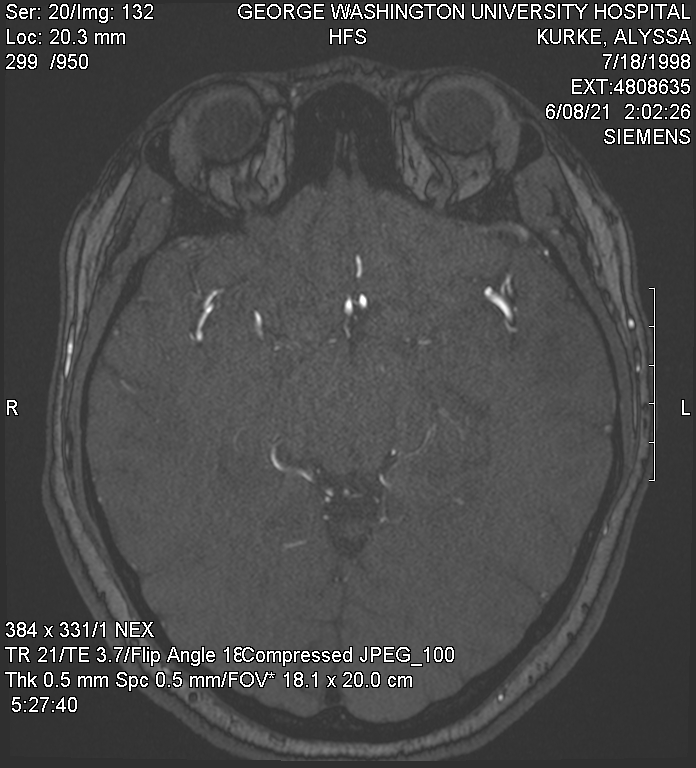 Ser: 20/Img: 132
Loc: 20.3 mm
299 /950
HFS
GEORGE WASHINGTON UNIVERSITY HOSPITAL
KURKE, ALYSSA
7/18/1998
EXT:4808635
6/08/21 2:02:26
SIEMENS
R
L
384 x 331/1 NEX
TR 21/TE 3.7/Flip Angle 18Compressed JPEG_100
Thk 0.5 mm Spc 0.5 mm/FOV* 18.1 x 20.0 cm
5:27:40